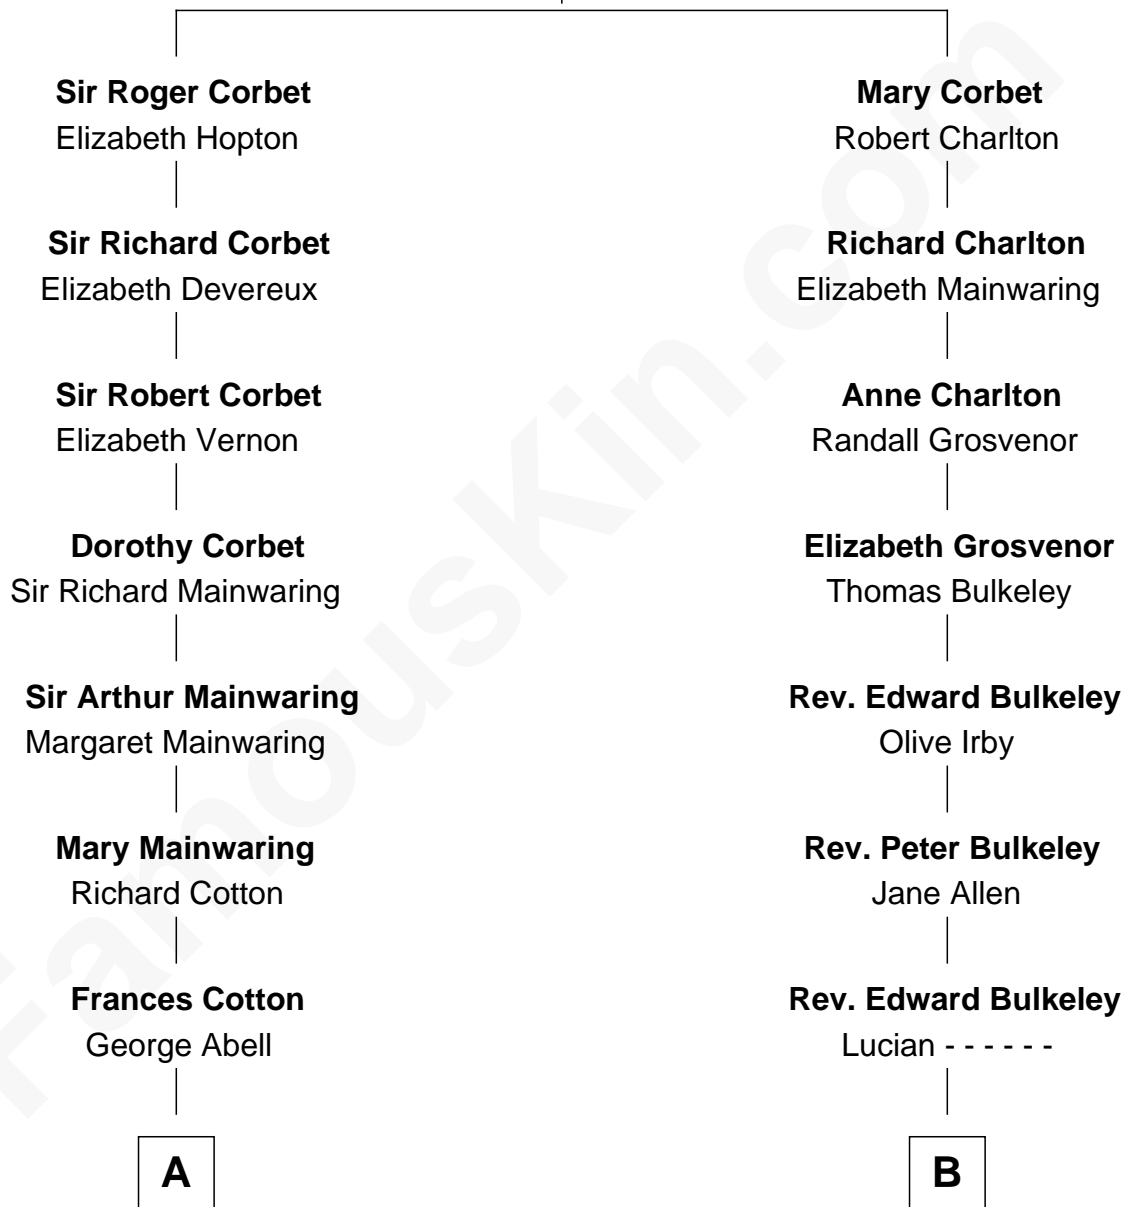 Sir Roger Corbet
Elizabeth Hopton
Sir Richard Corbet
Elizabeth Devereux
Sir Robert Corbet
Elizabeth Vernon
Dorothy Corbet
Sir Richard Mainwaring
Sir Arthur Mainwaring
Margaret Mainwaring
Mary Mainwaring
Richard Cotton
Frances Cotton
George Abell
A
Mary Corbet
Robert Charlton
Richard Charlton
Elizabeth Mainwaring
Anne Charlton
Randall Grosvenor
Elizabeth Grosvenor
Thomas Bulkeley
Rev. Edward Bulkeley
Olive Irby
Rev. Peter Bulkeley
Jane Allen
Rev. Edward Bulkeley
Lucian - - - - - -
B
FamousKin.com